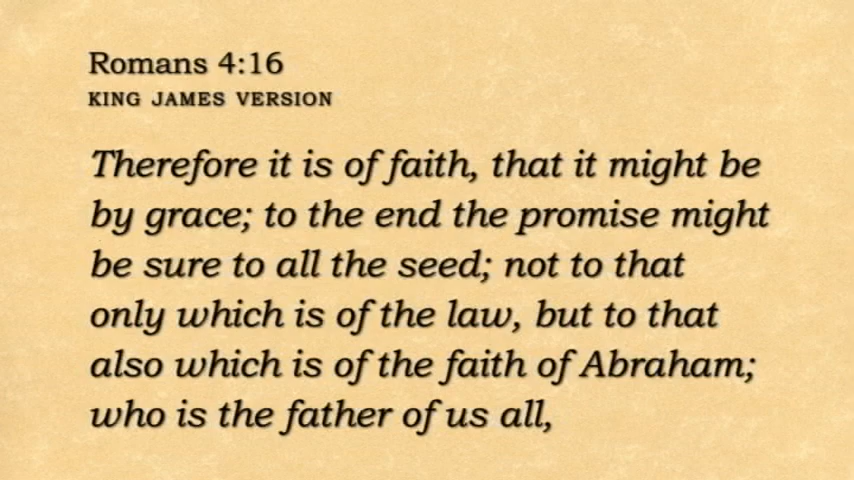 Romans 4:16
KING JAMES VERSION
Therefore it is of faith, that it might be
by grace; to the end the promise might
be sure to all the seed; not to that
only which is of the law, but to that
also which is of the faith of Abraham;
who is the father of us all,